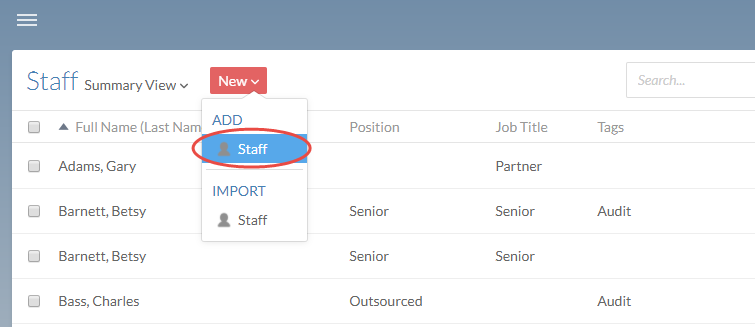 Staff Summary View New Search...
Full Name (Last Nam Position Job Title Tags
ADD
Staff
IMPORT
Staff
Adams, Gary Partner
Barnett, Betsy Senior Senior Audit
Barnett, Betsy Senior Senior
Bass, Charles Outsourced Audit